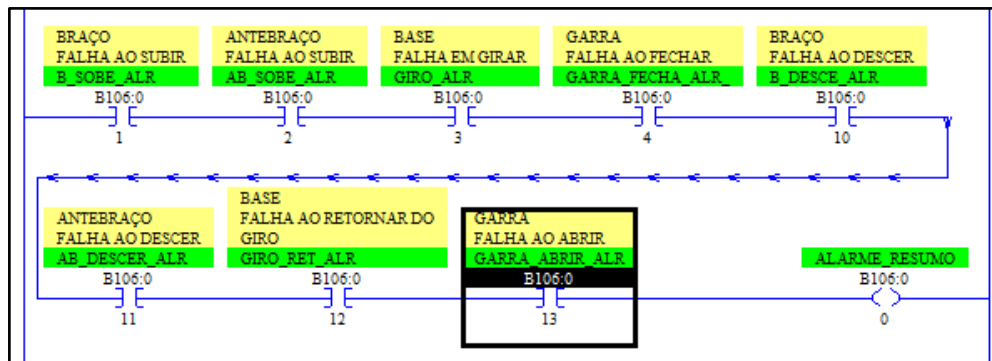 BRAÇO
FALHA AO SUBIR
B_SOBE_ALR
B106:0
1
ANTEBRAÇO
FALHA AO SUBIR
AB_SOBE_ALR
B106:0
2
BASE
FALHA EM GIRAR
GIRO_ALR
B106:0
3
GARRA
FALHA AO FECHAR
GARRA_FECHA_ALR_
B106:0
4
BRAÇO
FALHA AO DESCER
B_DESCE_ALR
B106:0
10
ANTEBRAÇO
FALHA AO DESCER
AB_DESCER_ALR
B106:0
11
BASE
FALHA AO RETORNAR DO
GIRO
GIRO_RET_ALR
B106:0
12
GARRA
FALHA AO ABRIR
GARRA_ABRIR_ALR
B106:0
13
ALARME_RESUMO
B106:0
0